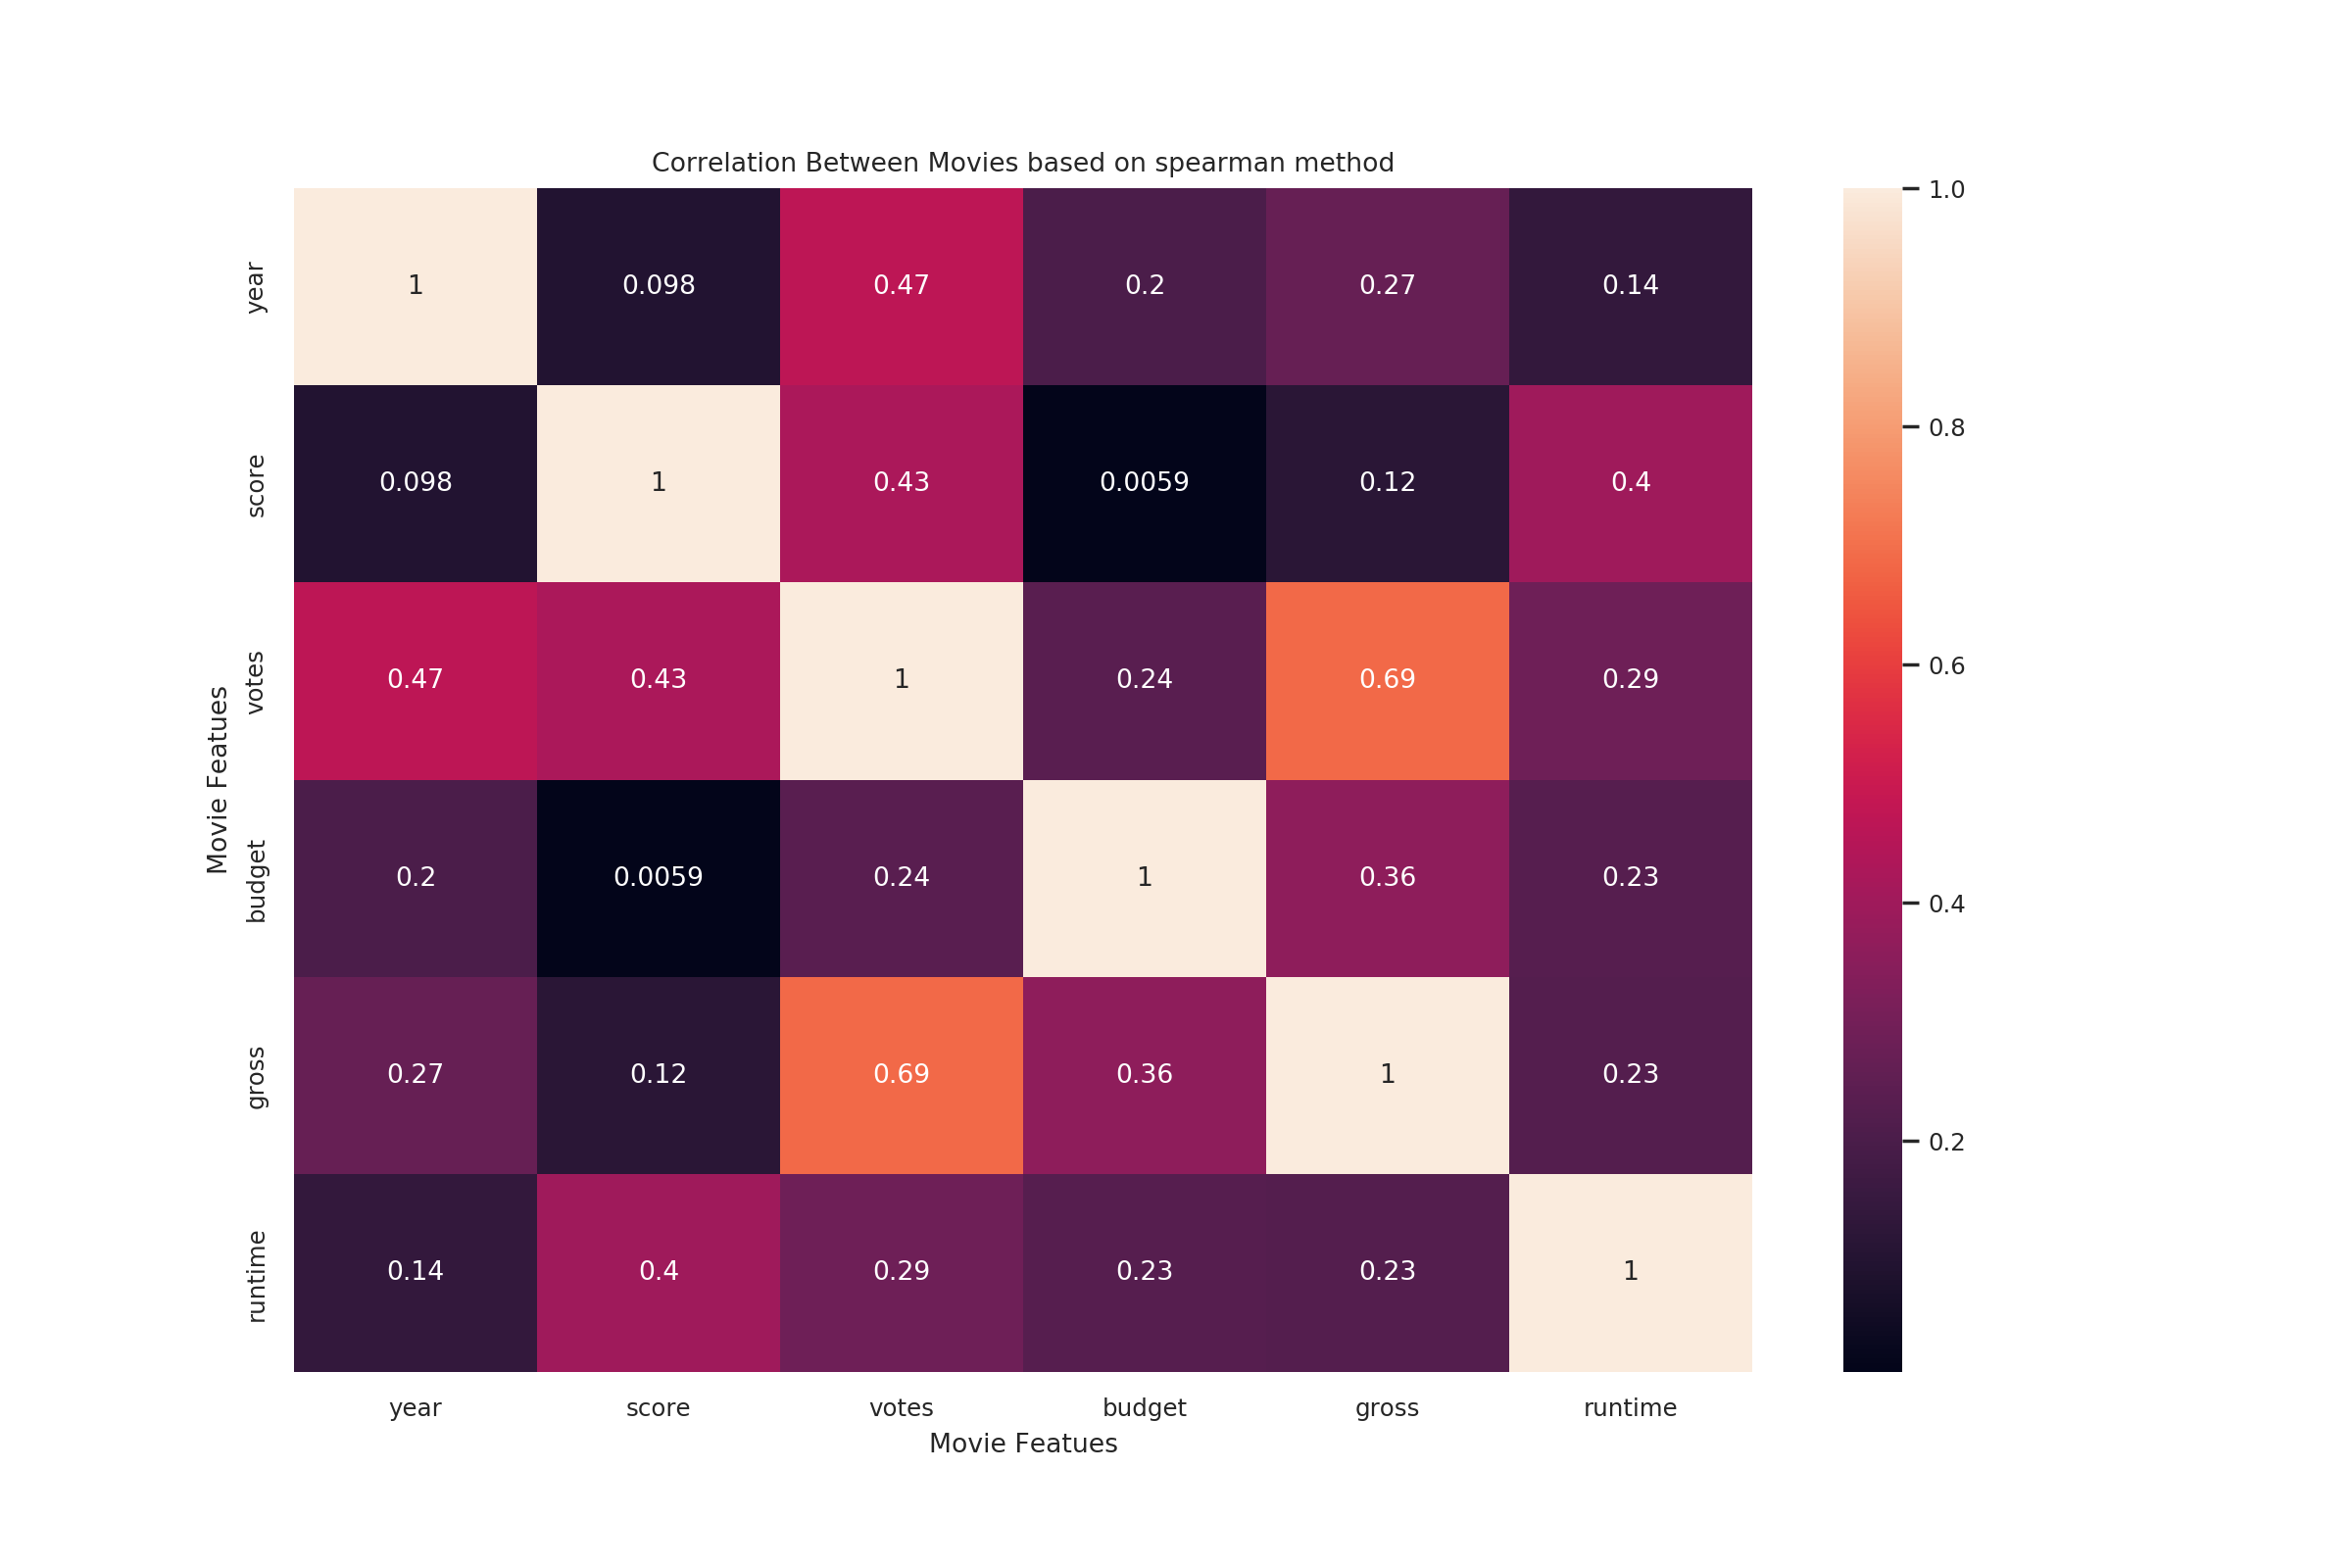 Correlation Between Movies based on spearman method
Movie Featues
year
1 0.098 0.47 0.2 0.27 0.14
score
0.098 1 0.43 0.0059 0.12 0.4
votes
0.47 0.43 1 0.24 0.69 0.29
budget
0.2 0.0059 0.24 1 0.36 0.23
gross
0.27 0.12 0.69 0.36 1 0.23
runtime
0.14 0.4 0.29 0.23 0.23 1
year score votes budget gross runtime
Movie Featues
1.0
0.8
0.6
0.4
0.2